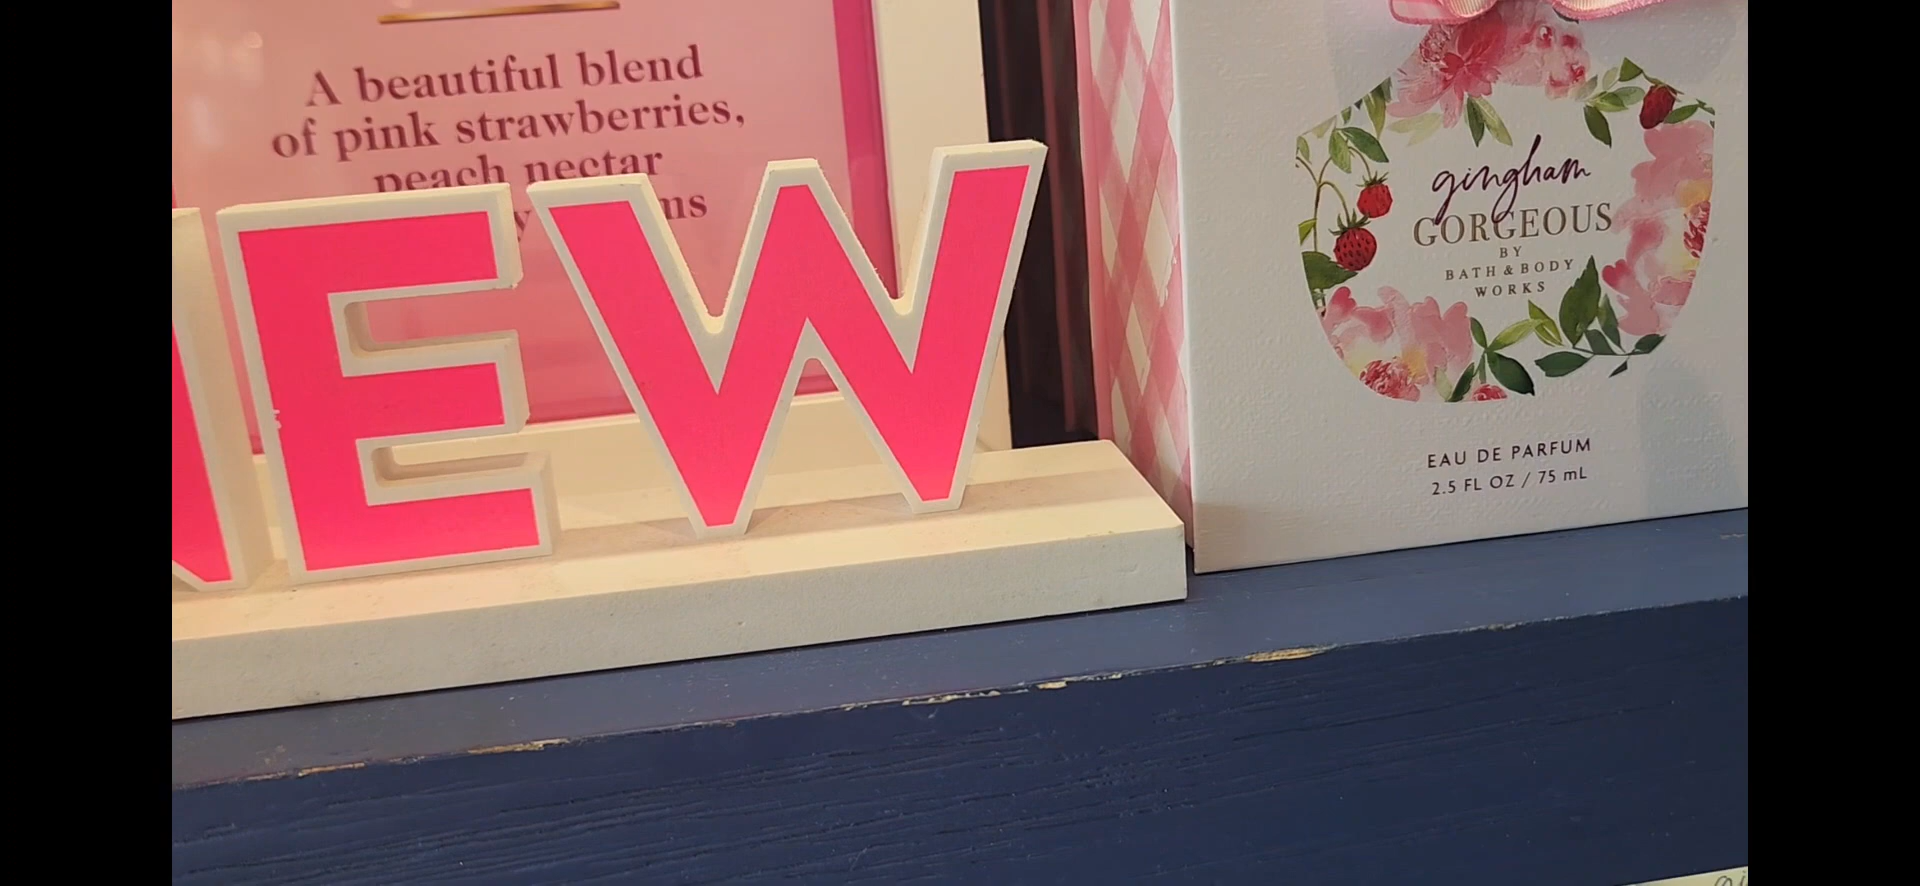 A beautiful blend
of pink strawberries,
peach nectar
NEW
gingham
GORGEOUS
BY
BATH & BODY
WORKS
EAU DE PARFUM
2.5 FL OZ / 75 mL